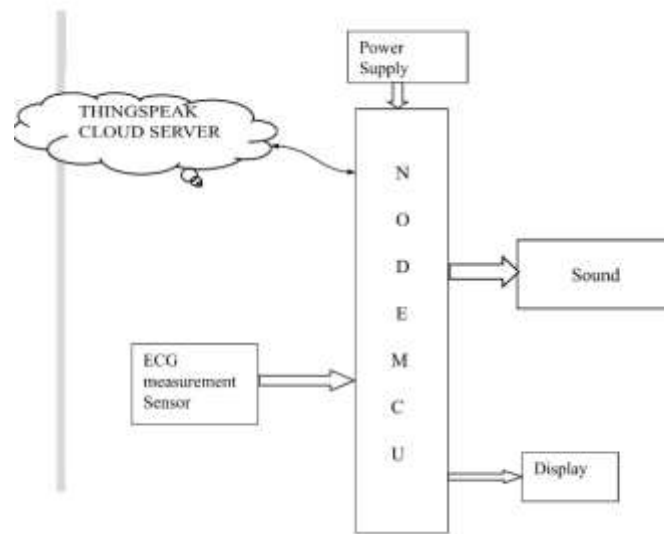 Power
Supply
THINGSPEAK
CLOUD SERVER
N
O
D
E
M
C
U
Sound
ECG
measurement
Sensor
Display